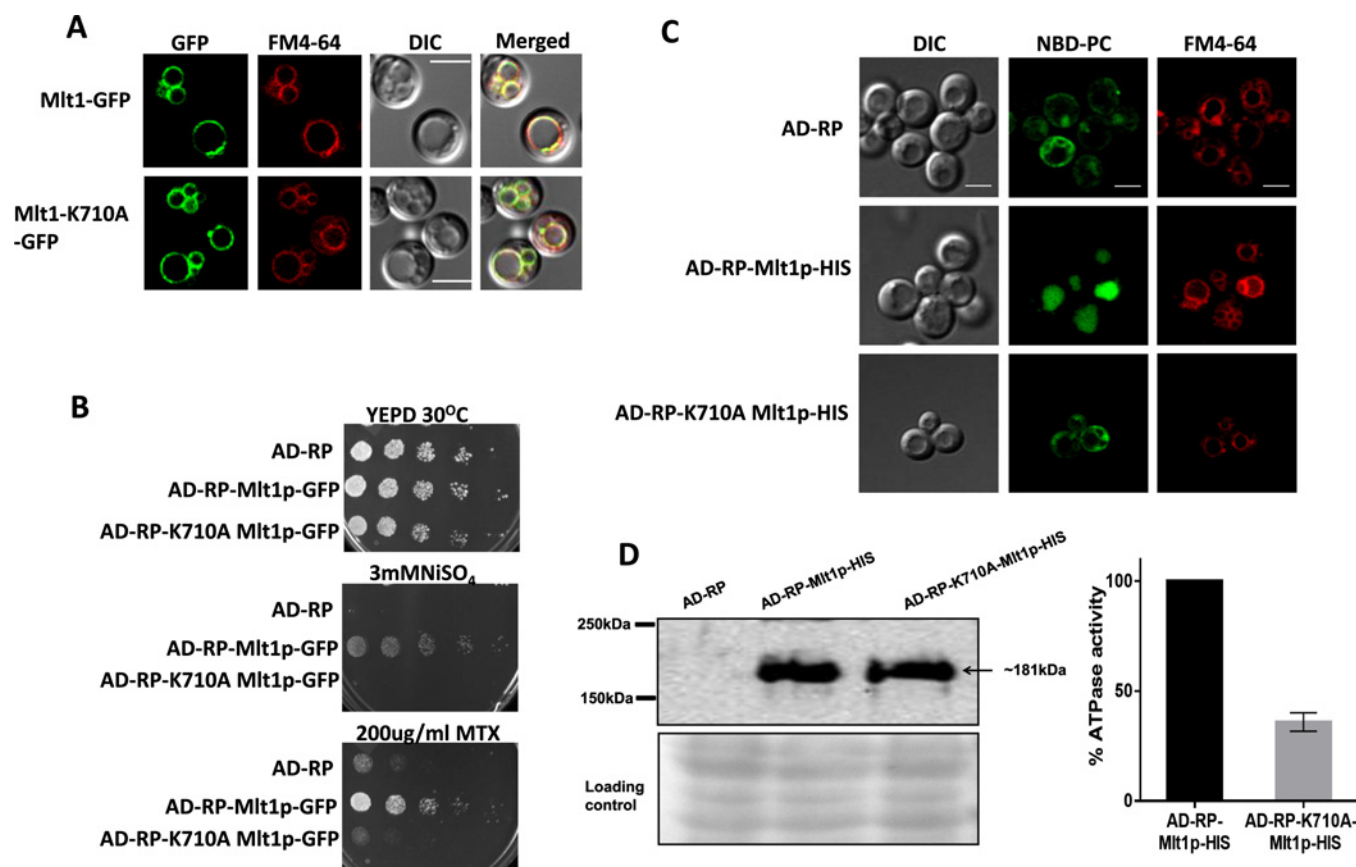 A
GFP FM4-64 DIC Merged
Mlt1-GFP
Mlt1-K710A
-GFP
B
YEPD 30⁰C
AD-RP
AD-RP-Mlt1p-GFP
AD-RP-K710A Mlt1p-GFP
3mMNiSO₄
AD-RP
AD-RP-Mlt1p-GFP
AD-RP-K710A Mlt1p-GFP
200ug/ml MTX
AD-RP
AD-RP-Mlt1p-GFP
AD-RP-K710A Mlt1p-GFP
C
DIC NBD-PC FM4-64
AD-RP
AD-RP-Mlt1p-HIS
AD-RP-K710A Mlt1p-HIS
D
AD-RP AD-RP-Mlt1p-HIS AD-RP-K710A-Mlt1p-HIS
250kDa
~181kDa
150kDa
Loading
control
% ATPase activity
100
50
0
AD-RP-
Mlt1p-HIS
AD-RP-K710A-
Mlt1p-HIS